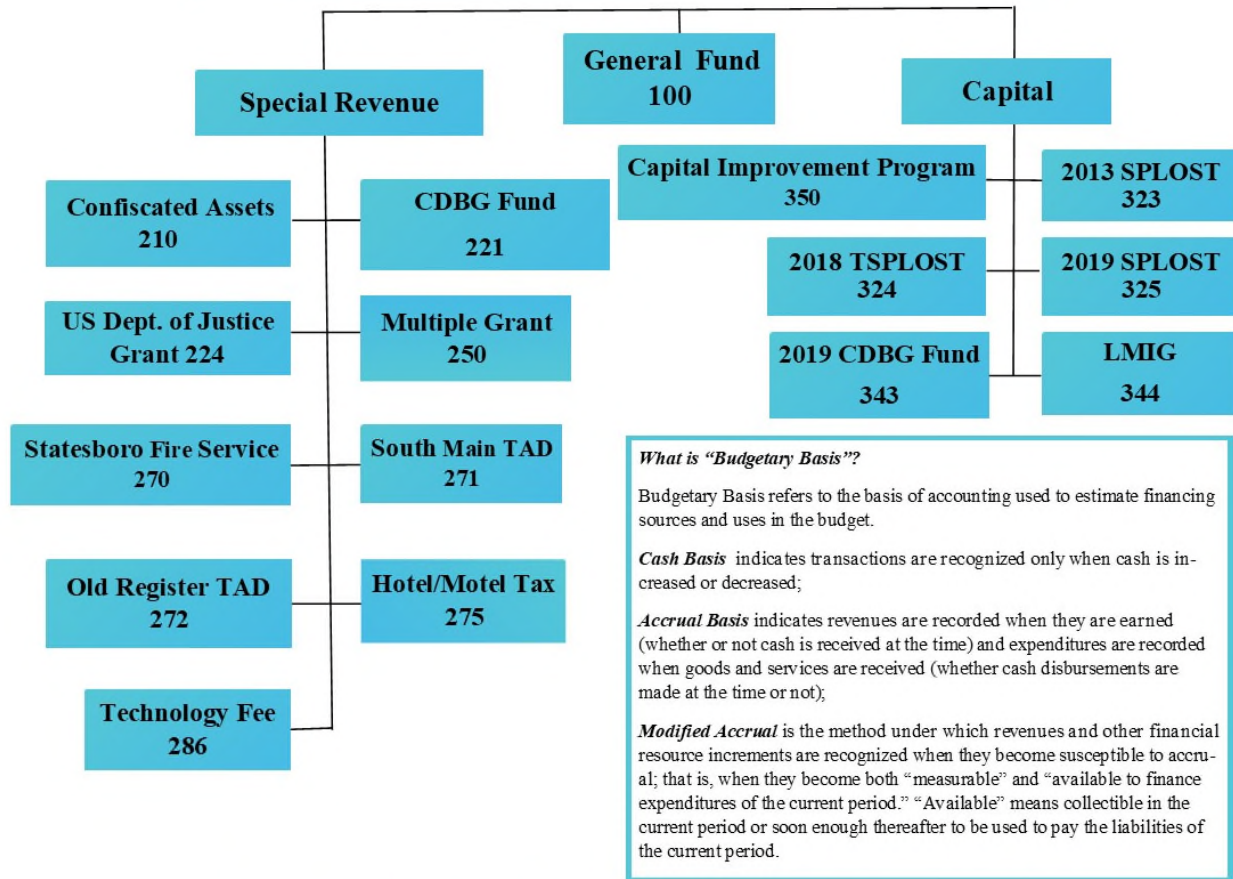 General Fund
100
Special Revenue
Capital
Confiscated Assets
210
CDBG Fund
221
US Dept. of Justice
Grant 224
Multiple Grant
250
Statesboro Fire Service
270
South Main TAD
271
Old Register TAD
272
Hotel/Motel Tax
275
Technology Fee
286
Capital Improvement Program
350
2013 SPLOST
323
2018 TSPLOST
324
2019 SPLOST
325
2019 CDBG Fund
343
LMIG
344
What is “Budgetary Basis”?
Budgetary Basis refers to the basis of accounting used to estimate financing
sources and uses in the budget.
Cash Basis indicates transactions are recognized only when cash is in-
creased or decreased;
Accrual Basis indicates revenues are recorded when they are earned
(whether or not cash is received at the time) and expenditures are recorded
when goods and services are received (whether cash disbursements are
made at the time or not);
Modified Accrual is the method under which revenues and other financial
resource increments are recognized when they become susceptible to accru-
al; that is, when they become both “measurable” and “available to finance
expenditures of the current period.” “Available” means collectible in the
current period or soon enough thereafter to be used to pay the liabilities of
the current period.